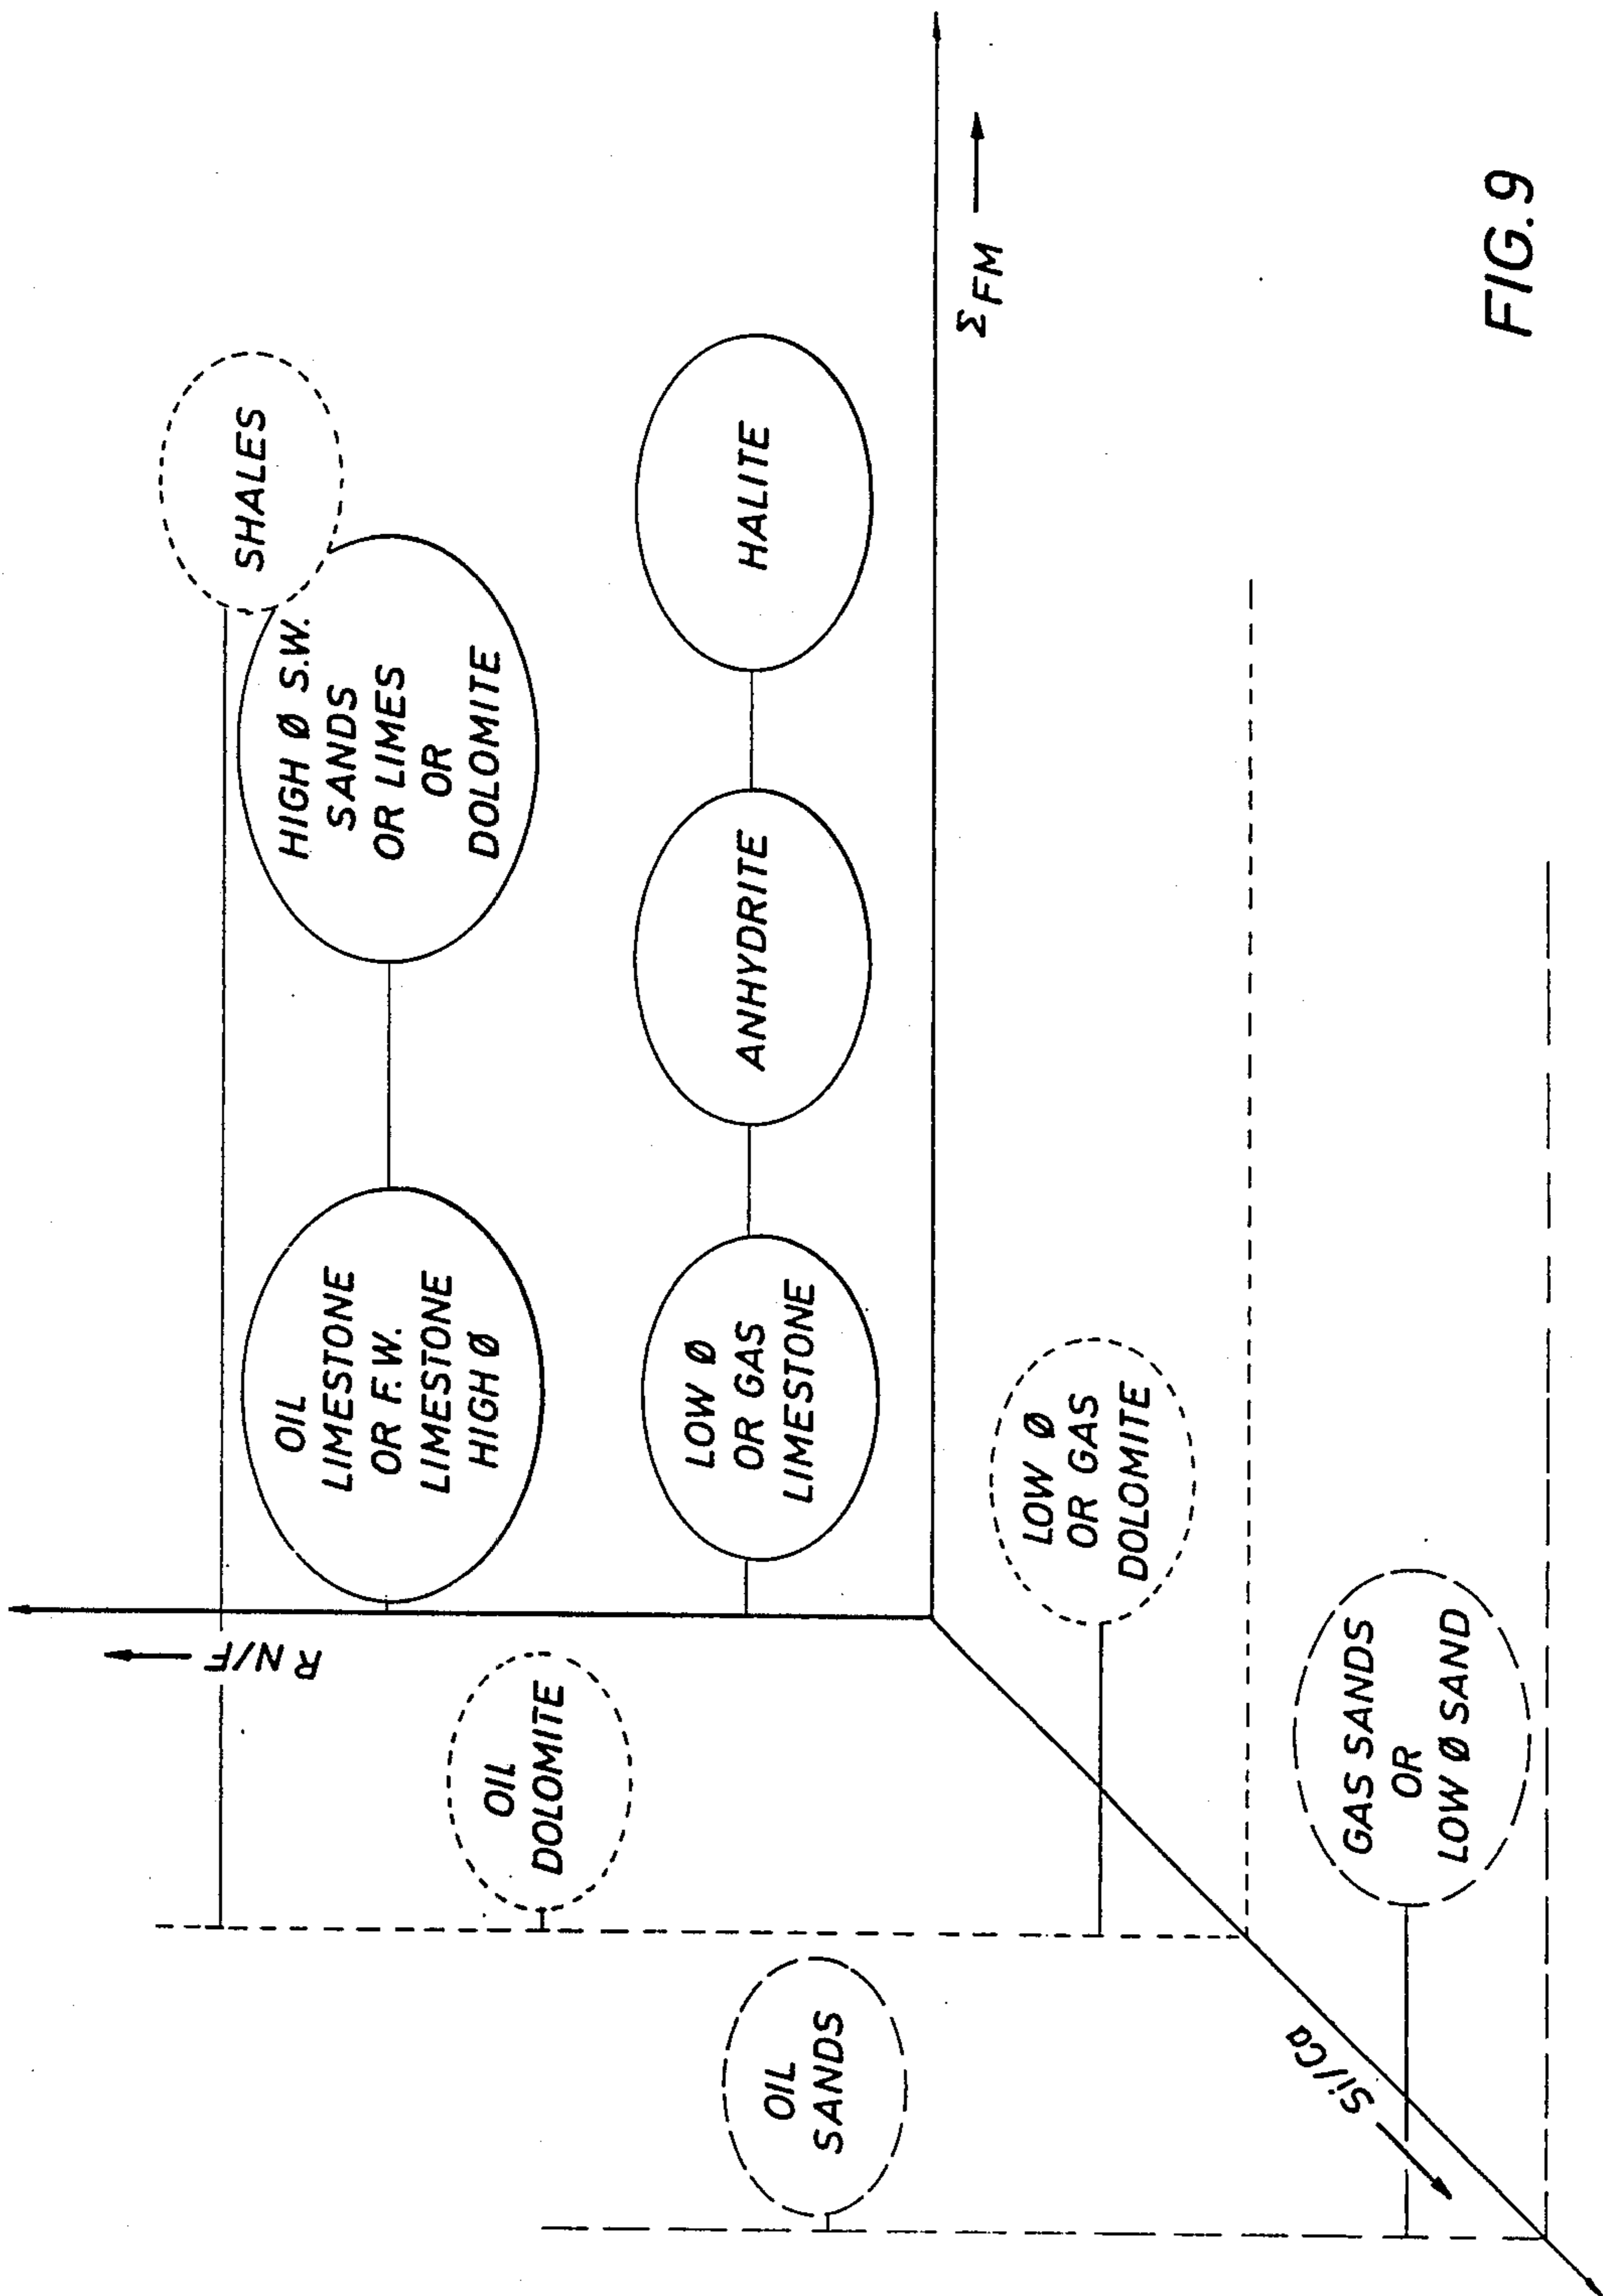 R N/F
SHALES
OIL
LIMESTONE
OR F.W.
LIMESTONE
HIGH Ø
HIGH Ø S.W.
SANDS
OR LIMES
OR
DOLOMITE
OIL
DOLOMITE
LOW Ø
OR GAS
LIMESTONE
ANHYDRITE
HALITE
OIL
SANDS
Σ FM
LOW Ø
OR GAS
DOLOMITE
Si/Ca
GAS SANDS
OR
LOW Ø SAND
FIG. 9